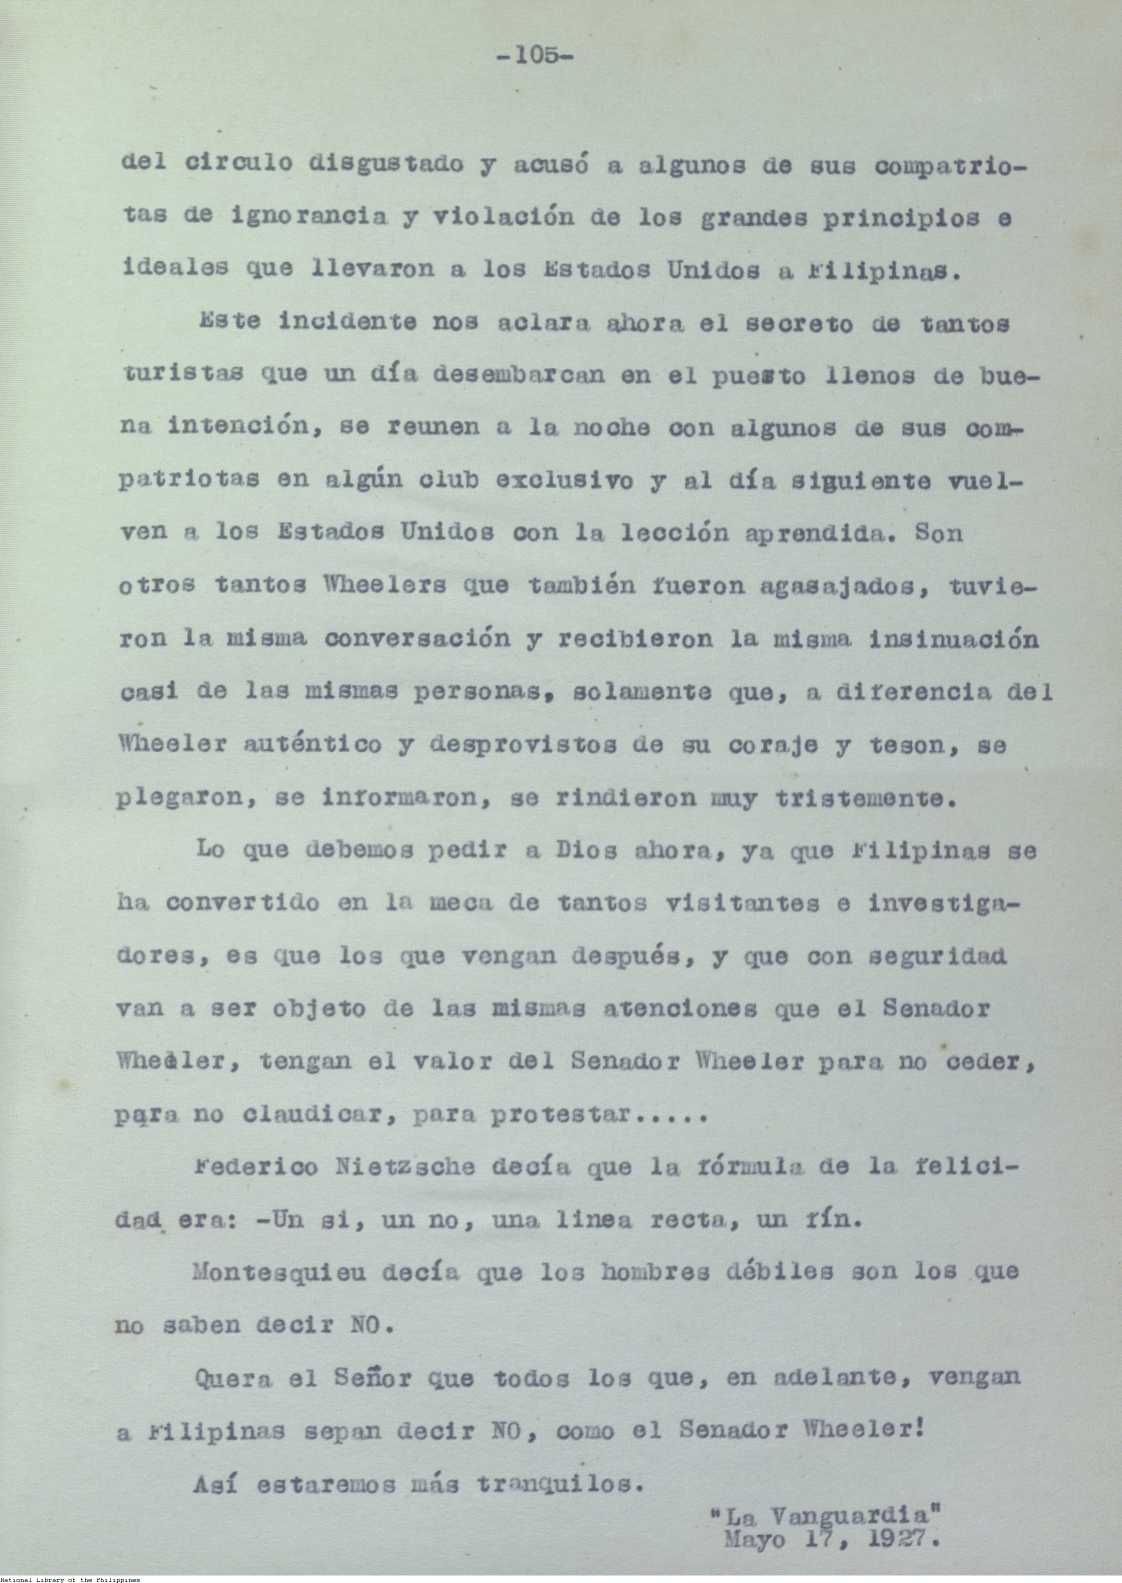 -105-
del circulo disgustado y acusó a algunos de sus compatrio-
tas de ignorancia y violación de los grandes principios e
ideales que llevaron a los Estados Unidos a Filipinas.
Este incidente nos aclara ahora el secreto de tantos
turistas que un día desembarcan en el puesto llenos de bue-
na intención, se reunen a la noche con algunos de sus com-
patriotas en algún club exclusivo y al día siguiente vuel-
ven a los Estados Unidos con la lección aprendida. Son
otros tantos Wheelers que también fueron agasajados, tuvie-
ron la misma conversación y recibieron la misma insinuación
casi de las mismas personas, solamente que, a diferencia del
Wheeler auténtico y desprovistos de su coraje y teson, se
plegaron, se informaron, se rindieron muy tristemente.
Lo que debemos pedir a Dios ahora, ya que Filipinas se
ha convertido en la meca de tantos visitantes e investiga-
dores, es que los que vengan después, y que con seguridad
van a ser objeto de las mismas atenciones que el Senador
Wheeler, tengan el valor del Senador Wheeler para no ceder,
para no claudicar, para protestar.....
Federico Nietzsche decía que la fórmula de la felici-
dad era: -Un si, un no, una linea recta, un fín.
Montesquieu decía que los hombres débiles son los que
no saben decir NO.
Quera el Señor que todos los que, en adelante, vengan
a Filipinas sepan decir NO, como el Senador Wheeler!
Así estaremos más tranquilos.
"La Vanguardia"
Mayo 17, 1927.
National Library of the Philippines